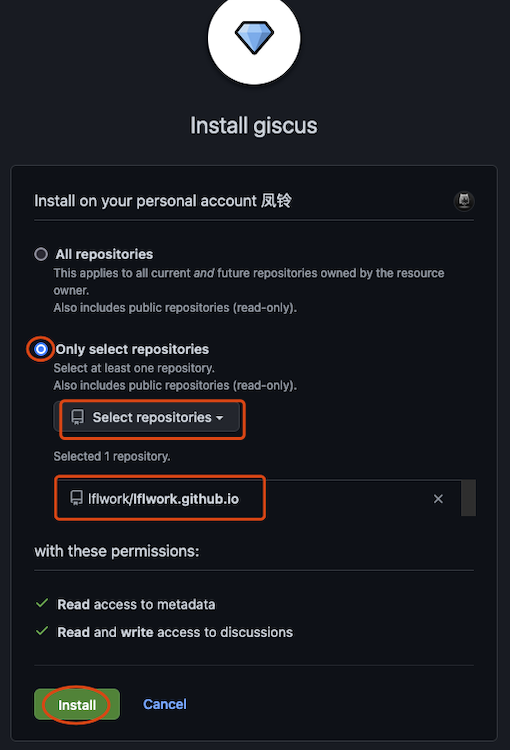 Install giscus
Install on your personal account 凤铃
All repositories
This applies to all current and future repositories owned by the resource
owner.
Also includes public repositories (read-only).
Only select repositories
Select at least one repository.
Also includes public repositories (read-only).
Select repositories
Selected 1 repository.
lflwork/lflwork.github.io
with these permissions:
Read access to metadata
Read and write access to discussions
Install Cancel